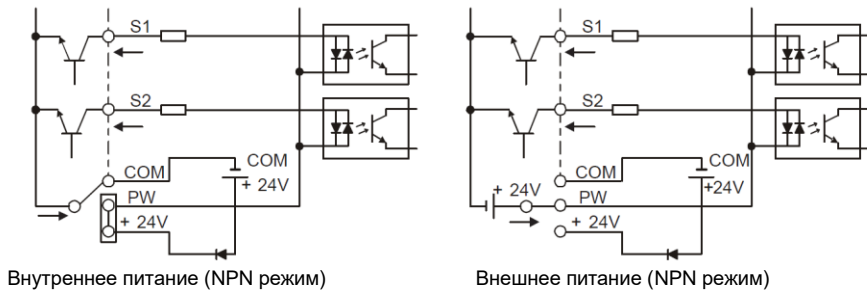 S1
S2
COM
COM
+ 24V
PW
+ 24V
Внутреннее питание (NPN режим)
S1
S2
COM
COM
+24V
+ 24V
PW
+ 24V
Внешнее питание (NPN режим)